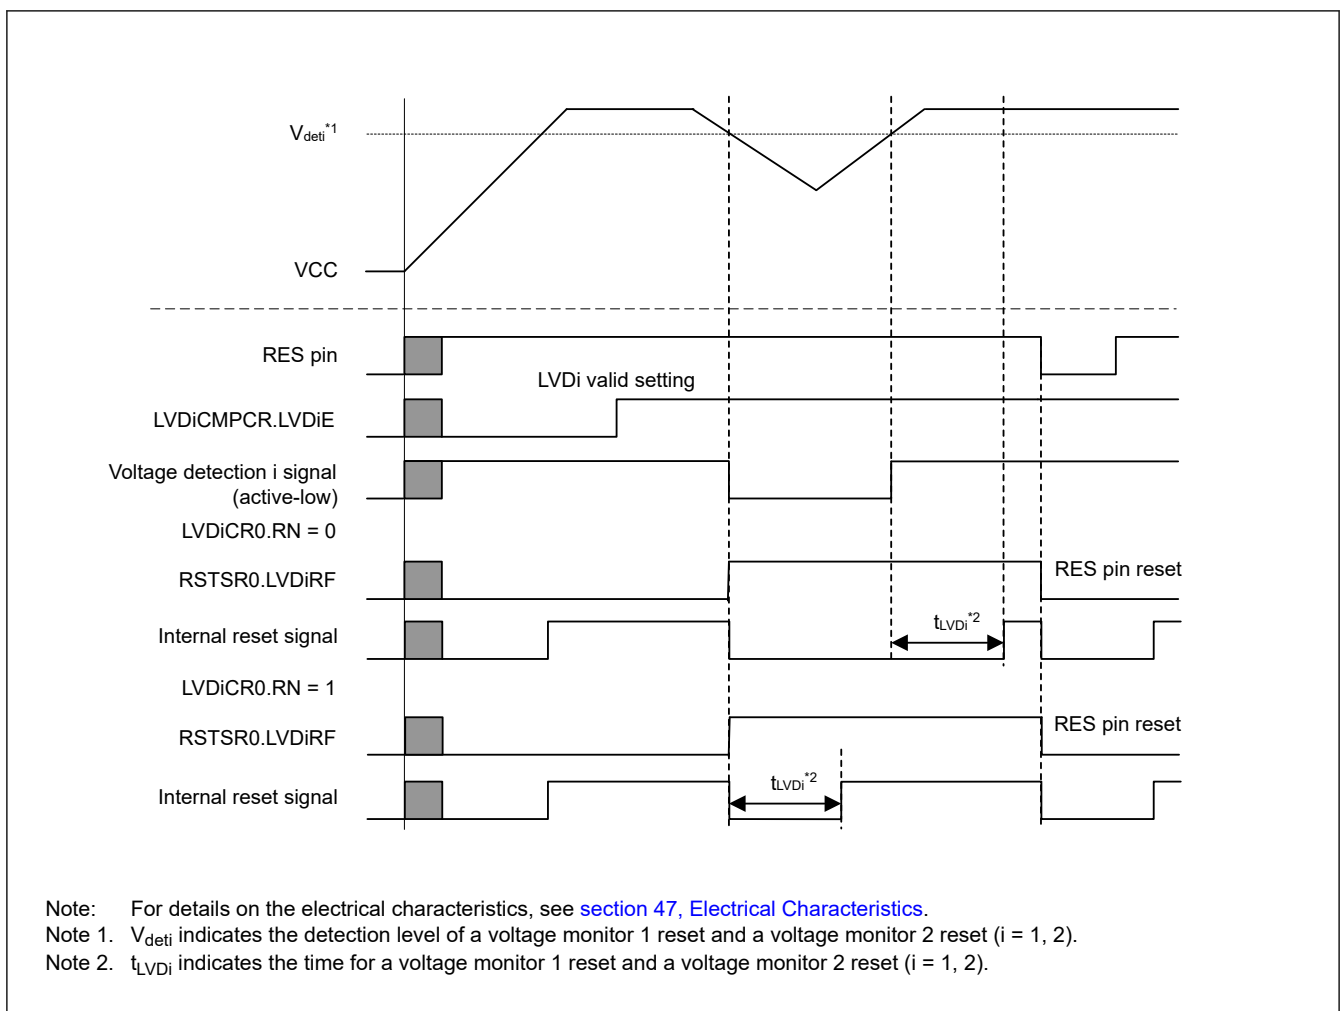 Vdeti*1
VCC
RES pin
LVDi valid setting
LVDiCMPCR.LVDiE
Voltage detection i signal
(active-low)
LVDiCR0.RN = 0
RSTSR0.LVDiRF
RES pin reset
Internal reset signal
tLVDi*2
LVDiCR0.RN = 1
RSTSR0.LVDiRF
RES pin reset
Internal reset signal
tLVDi*2
Note: For details on the electrical characteristics, see section 47, Electrical Characteristics.
Note 1. Vdeti indicates the detection level of a voltage monitor 1 reset and a voltage monitor 2 reset (i = 1, 2).
Note 2. tLVDi indicates the time for a voltage monitor 1 reset and a voltage monitor 2 reset (i = 1, 2).